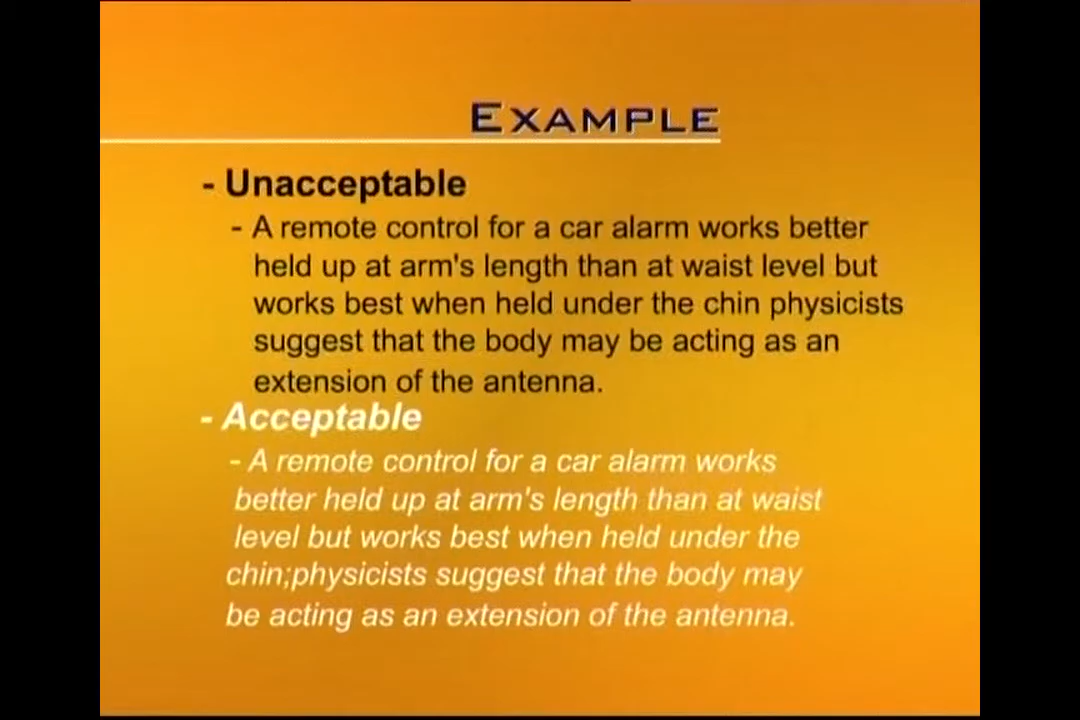 EXAMPLE
- Unacceptable
- A remote control for a car alarm works better
held up at arm's length than at waist level but
works best when held under the chin physicists
suggest that the body may be acting as an
extension of the antenna.
- Acceptable
- A remote control for a car alarm works
better held up at arm's length than at waist
level but works best when held under the
chin;physicists suggest that the body may
be acting as an extension of the antenna.